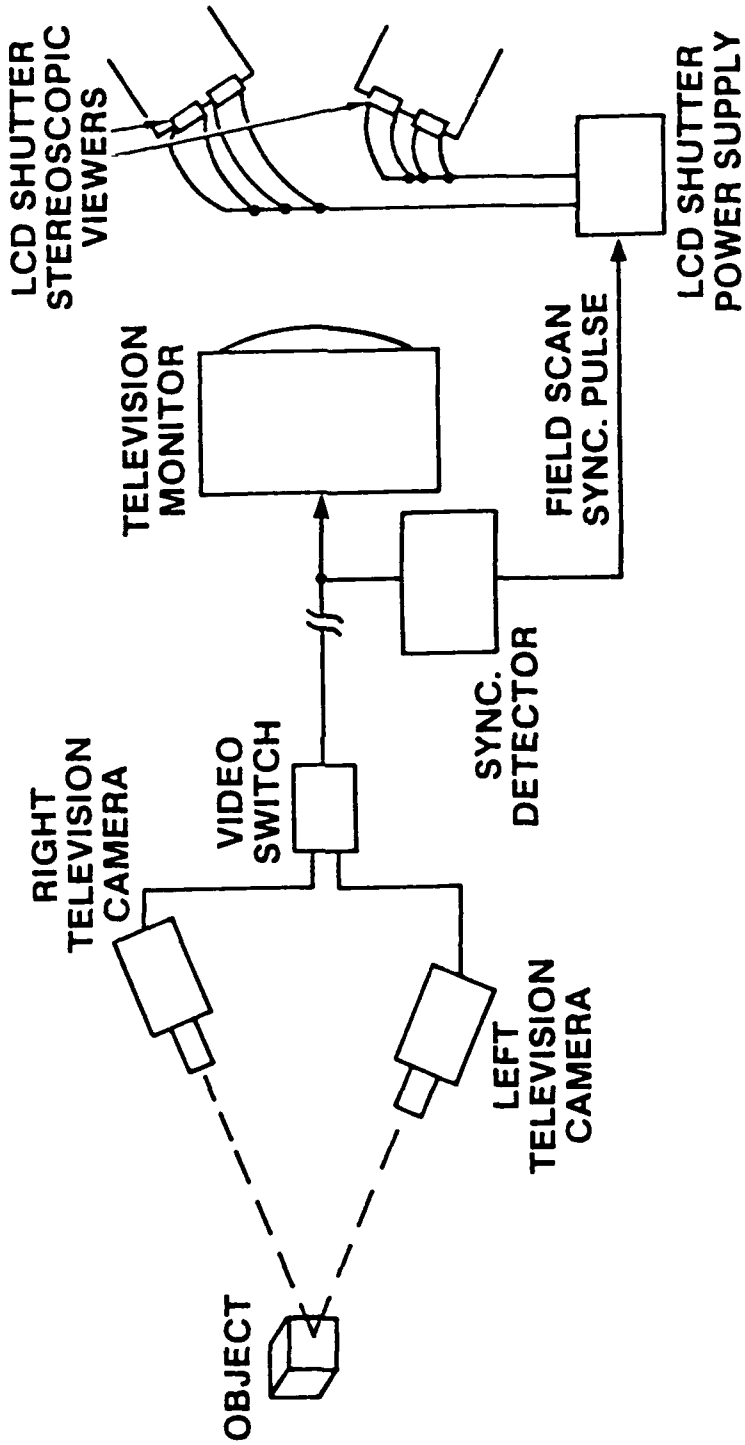 OBJECT
RIGHT
TELEVISION
CAMERA
LEFT
TELEVISION
CAMERA
VIDEO
SWITCH
SYNC.
DETECTOR
TELEVISION
MONITOR
FIELD SCAN
SYNC. PULSE
LCD SHUTTER
STEREOSCOPIC
VIEWERS
LCD SHUTTER
POWER SUPPLY